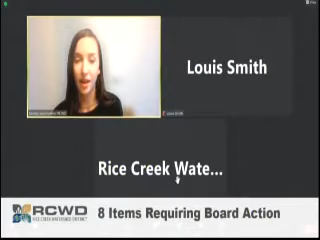 Louis Smith
Rice Creek Wate...
RCWD
RICE CREEK WATERSHED DISTRICT
8 Items Requiring Board Action